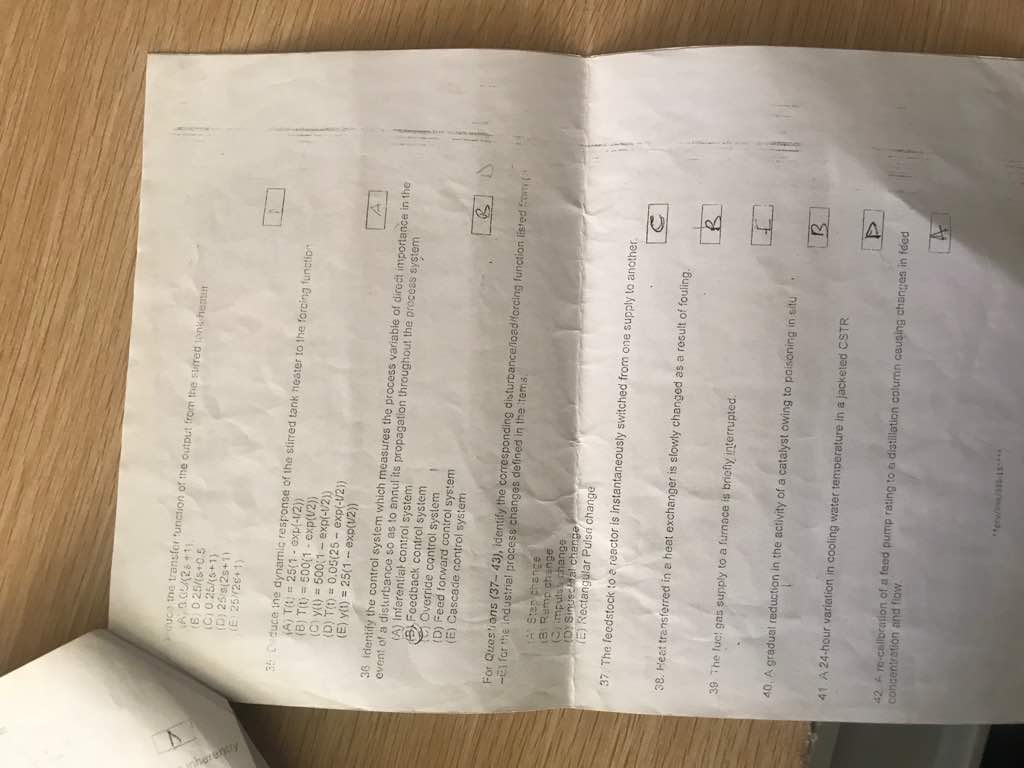 the transfer function of the output from the stirred tank heater
(A) 0.05/(2s+1)
(B) 0.25/(s+0.5
(C) 0.25/(s+1)
(D) 25/s(2s+1)
(E) 25/(2s+1)
35. Deduce the dynamic response of the stirred tank heater to the forcing function
(A) T(t) = 25(1 - exp(-t/2))
(B) T(t) = 500(1 - exp(t/2))
(C) y(t) = 500(1 – exp(-t/2))
(D) T(t) = 0.05(25 – exp(-t/2))
(E) y(t) = 25(1 – exp(t/2))
A
36. Identify the control system which measures the process variable of direct importance in the
event of a disturbance so as to annul its propagation throughout the process system
(A) Inferential control system
(B) Feedback control system
(C) Override control system
(D) Feed forward control system
(E) Cascade control system
B
For Questions (37– 43), identify the corresponding disturbance/load/forcing function listed from (
–E) for the industrial process changes defined in the items.
(A) Step change
(B) Ramp change
(C) Impulse change
(D) Sinusoidal change
(E) Rectangular Pulse change
37. The feedstock to a reactor is instantaneously switched from one supply to another.
C
38. Heat transferred in a heat exchanger is slowly changed as a result of fouling.
B
39. The fuel gas supply to a furnace is briefly interrupted.
E
40. A gradual reduction in the activity of a catalyst owing to poisoning in situ
B
41. A 24-hour variation in cooling water temperature in a jacketed CSTR
D
42. A re-calibration of a feed pump rating to a distillation column causing changes in feed
concentration and flow.
A